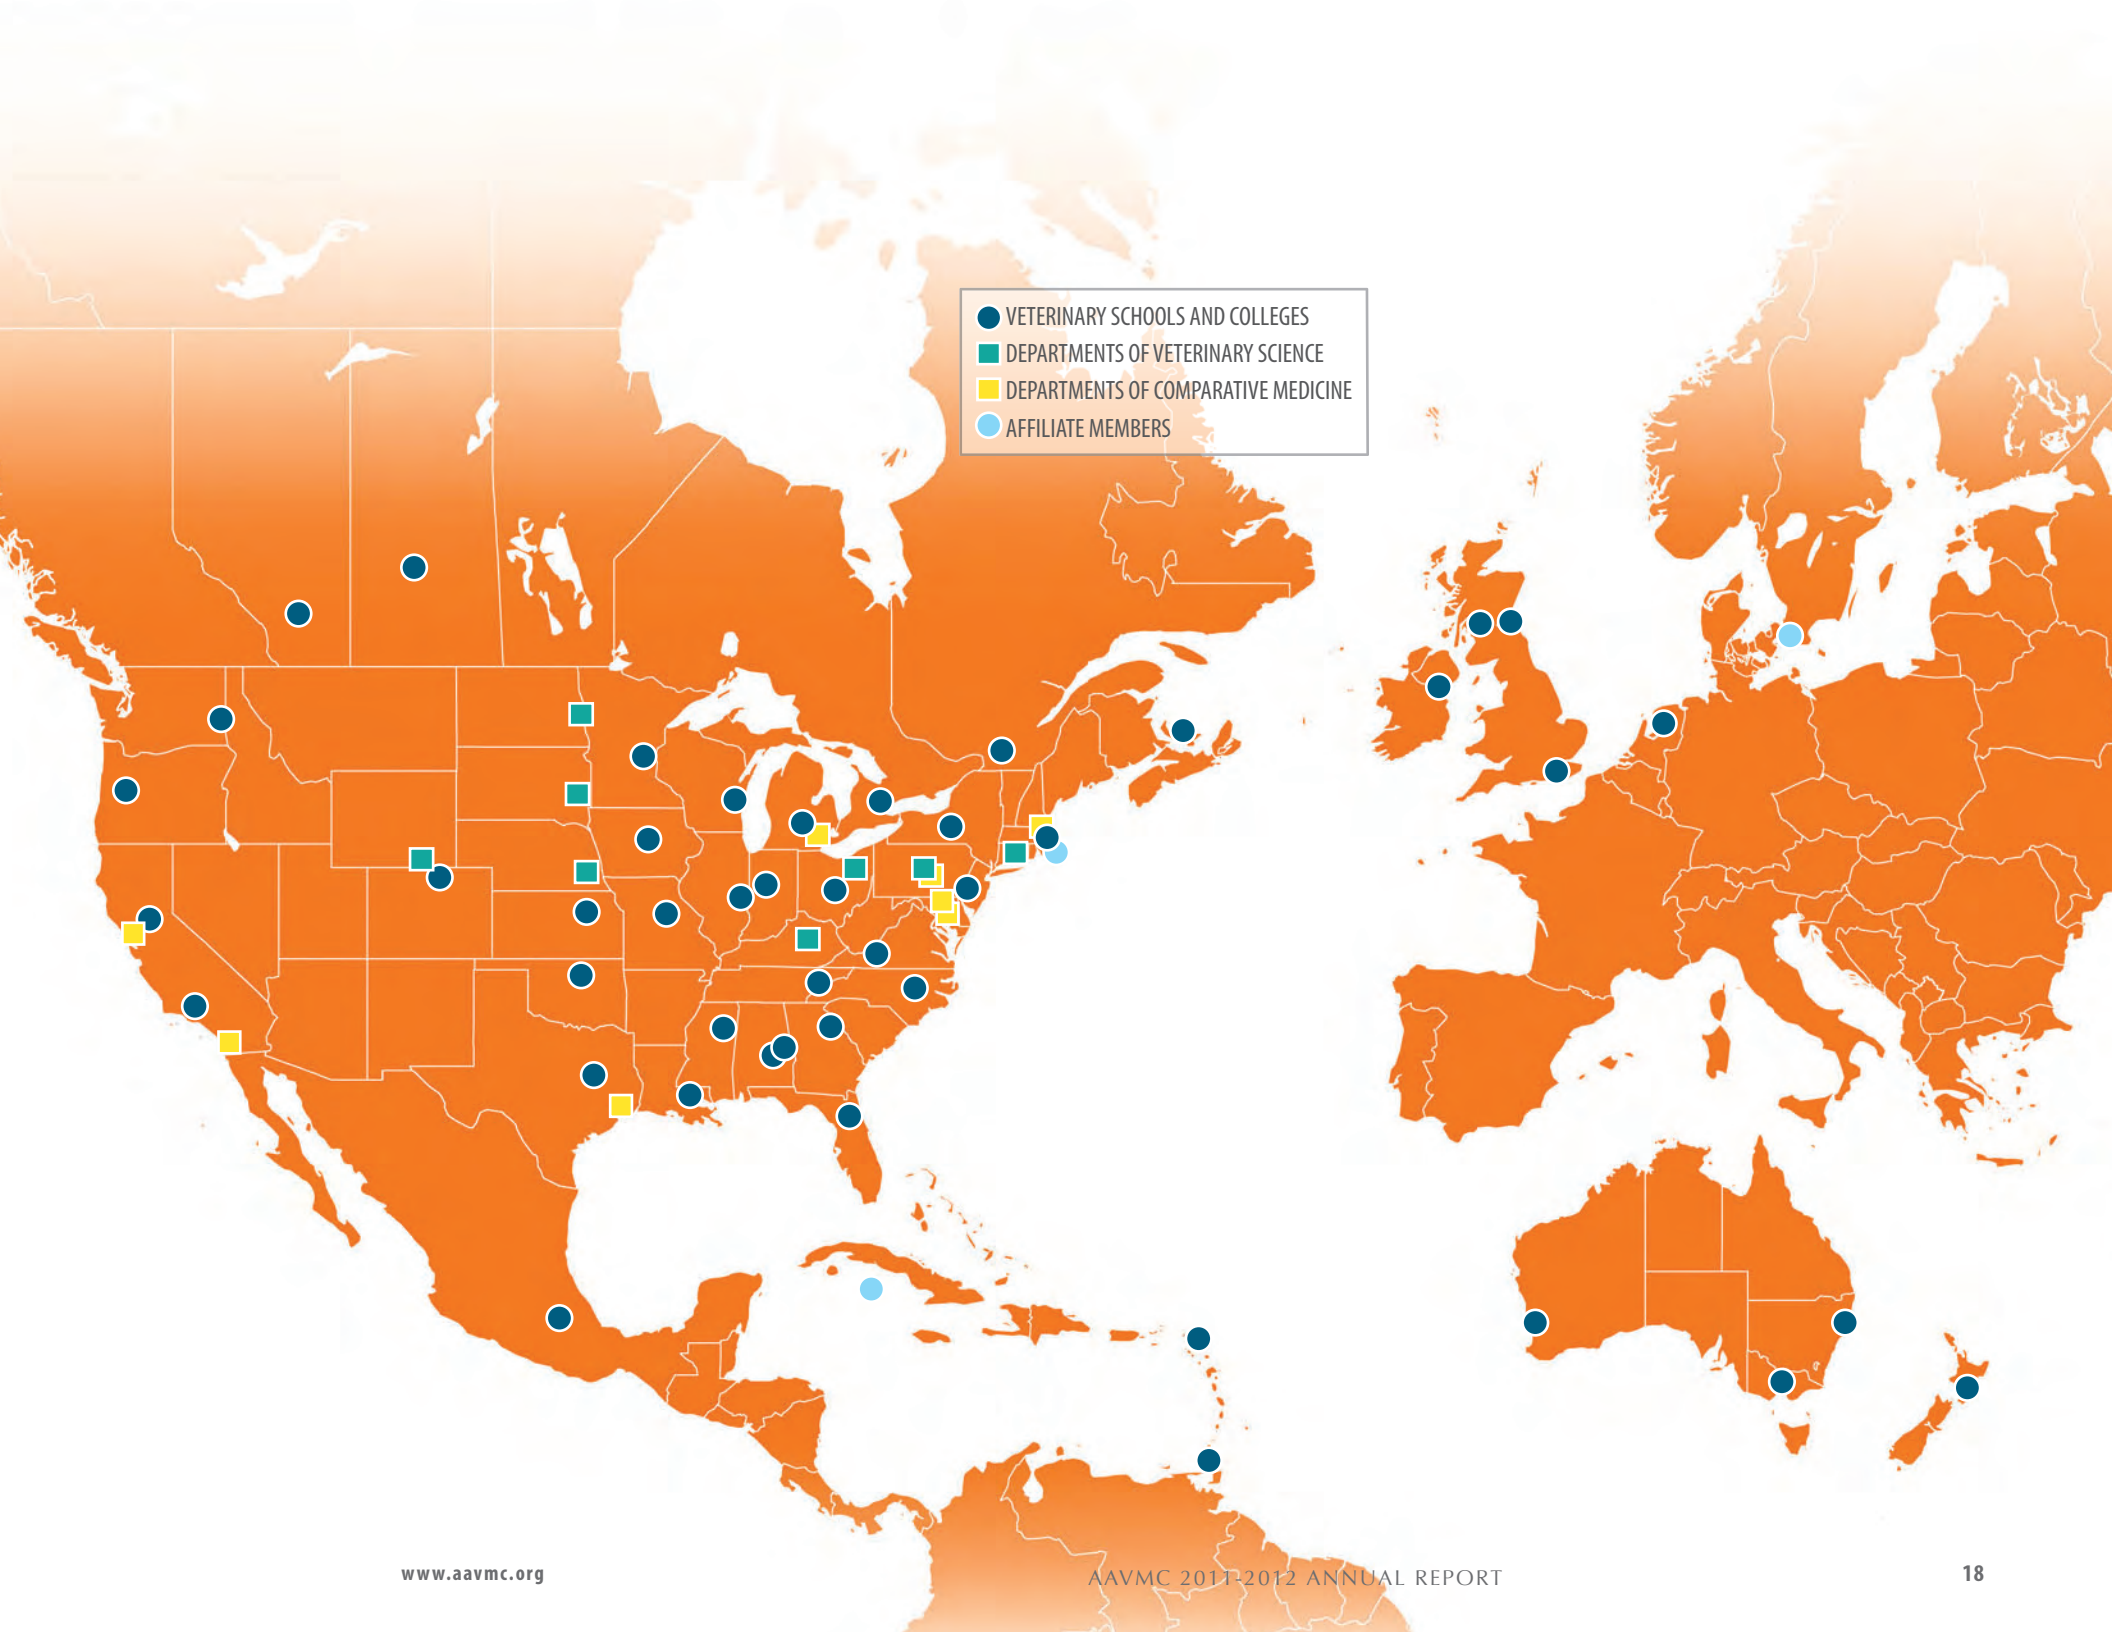 VETERINARY SCHOOLS AND COLLEGES
DEPARTMENTS OF VETERINARY SCIENCE
DEPARTMENTS OF COMPARATIVE MEDICINE
AFFILIATE MEMBERS
www.aavmc.org
AAVMC 2011-2012 ANNUAL REPORT
18